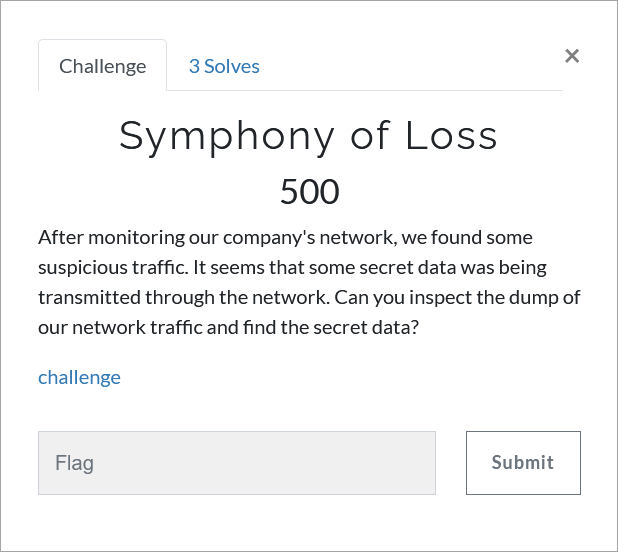 Challenge
3 Solves
×
Symphony of Loss
500
After monitoring our company's network, we found some
suspicious traffic. It seems that some secret data was being
transmitted through the network. Can you inspect the dump of
our network traffic and find the secret data?
challenge
Flag
Submit